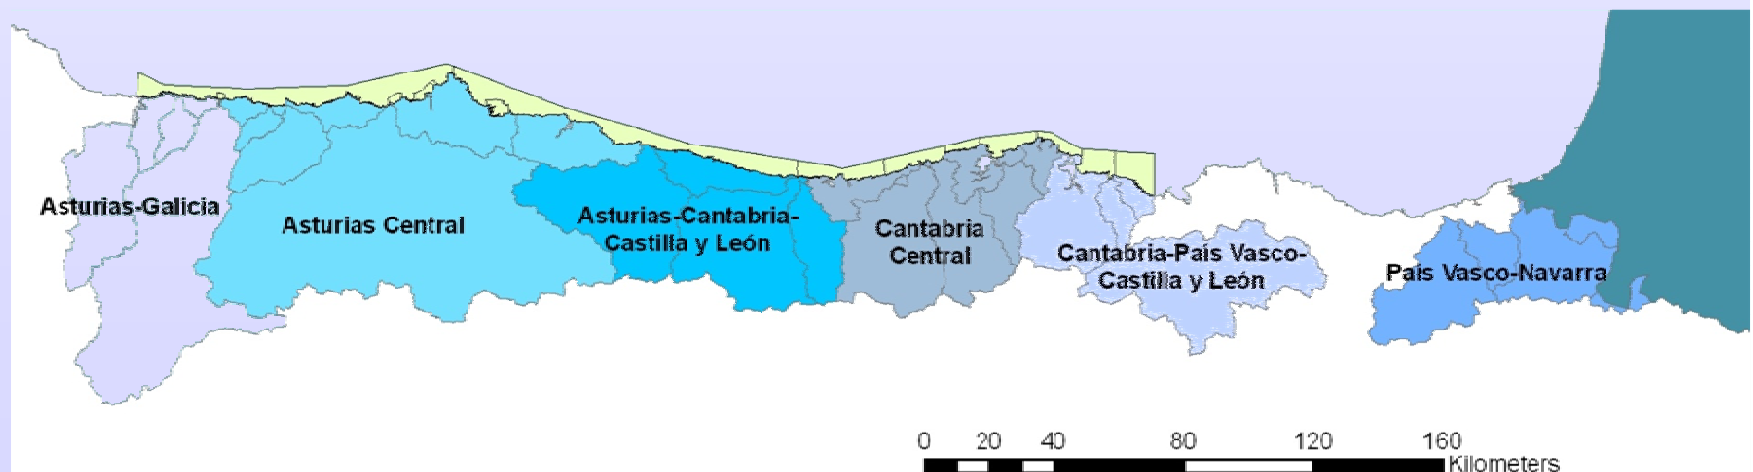 Asturias-Galicia
Asturias Central
Asturias-Cantabria-
Castilla y León
Cantabria
Central
Cantabria-País Vasco-
Castilla y León
País Vasco-Navarra
0 20 40 80 120 160
Kilometers